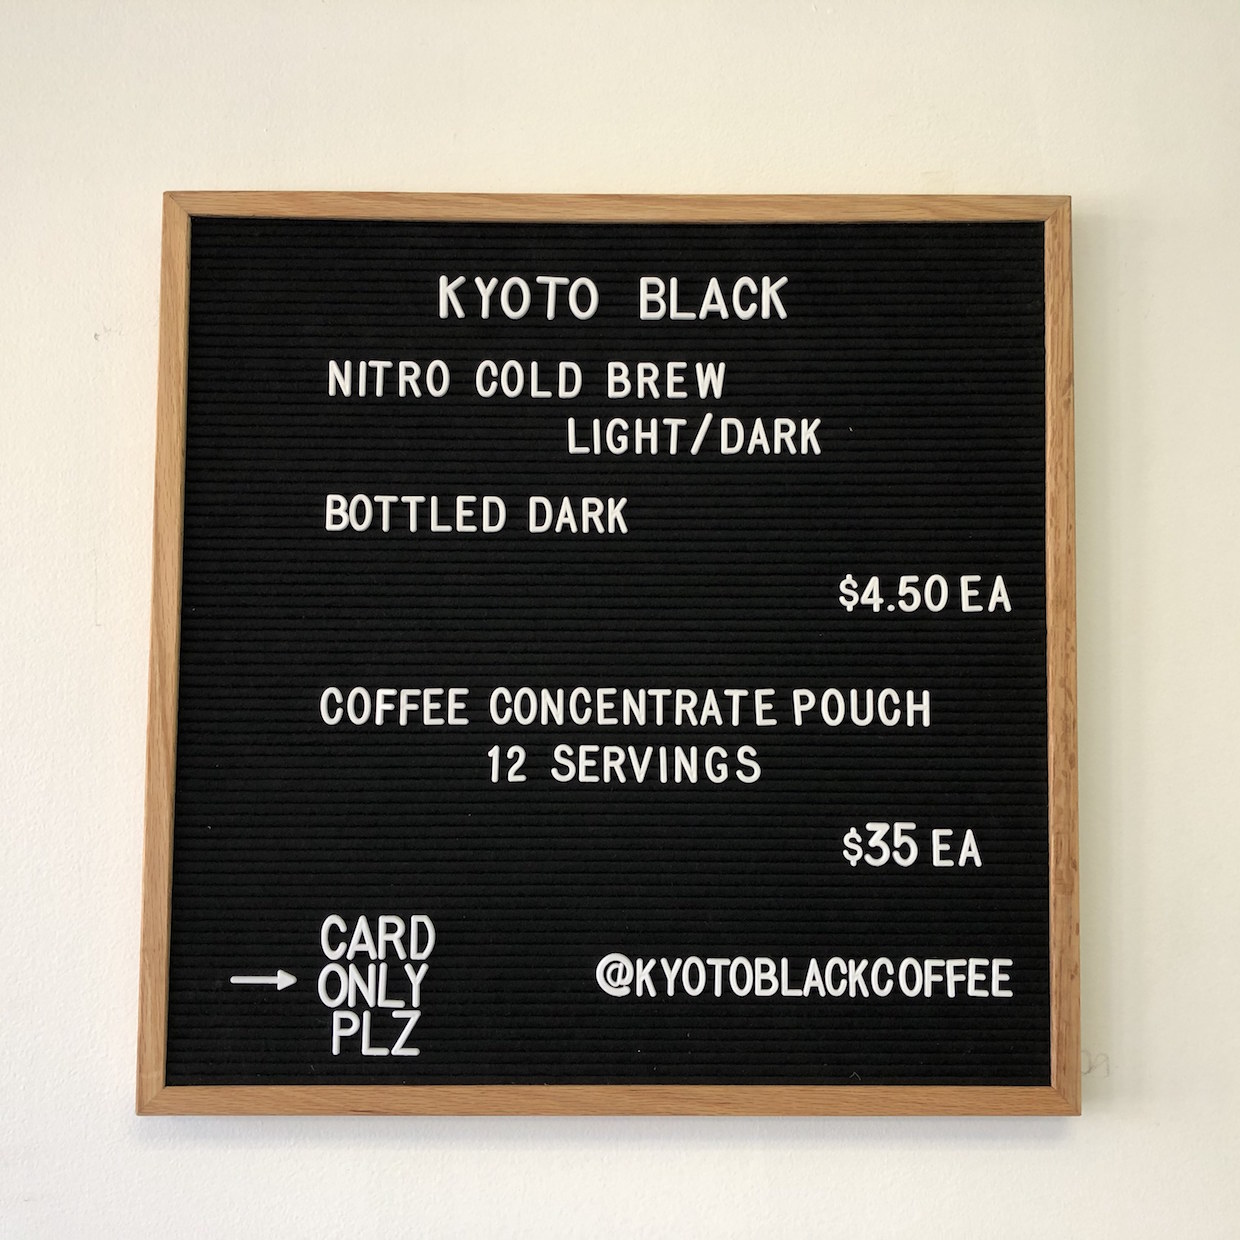 KYOTO BLACK
NITRO COLD BREW
LIGHT/DARK
BOTTLED DARK
$4.50 EA
COFFEE CONCENTRATE POUCH
12 SERVINGS
$35 EA
CARD
→ ONLY
PLZ
@KYOTOBLACKCOFFEE